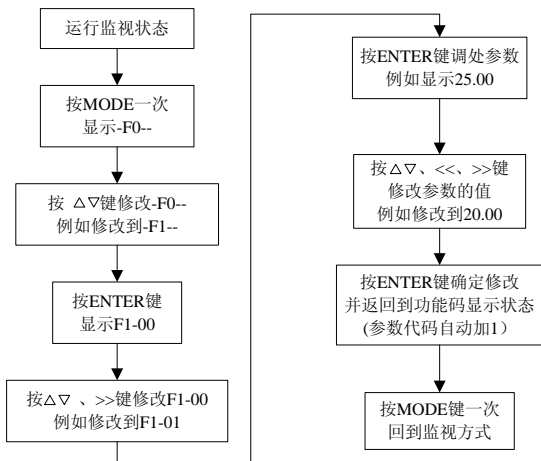 运行监视状态
按MODE一次
显示-F0--
按 △▽键修改-F0--
例如修改到-F1--
按ENTER键
显示F1-00
按△▽ 、>>键修改F1-00
例如修改到F1-01
按ENTER键调处参数
例如显示25.00
按△▽、<<、>>键
修改参数的值
例如修改到20.00
按ENTER键确定修改
并返回到功能码显示状态
(参数代码自动加1）
按MODE键一次
回到监视方式